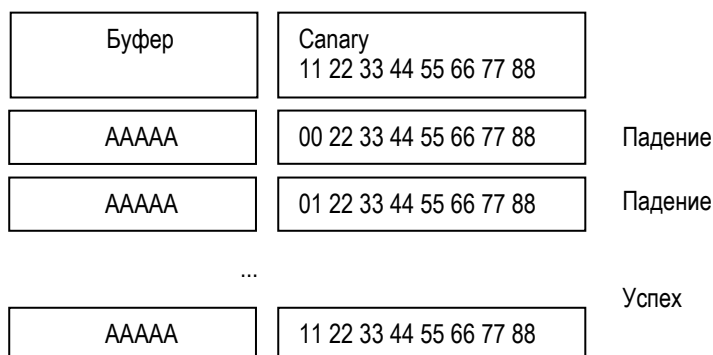 Буфер
Canary
11 22 33 44 55 66 77 88
AAAAA
00 22 33 44 55 66 77 88
Падение
AAAAA
01 22 33 44 55 66 77 88
Падение
...
Успех
AAAAA
11 22 33 44 55 66 77 88